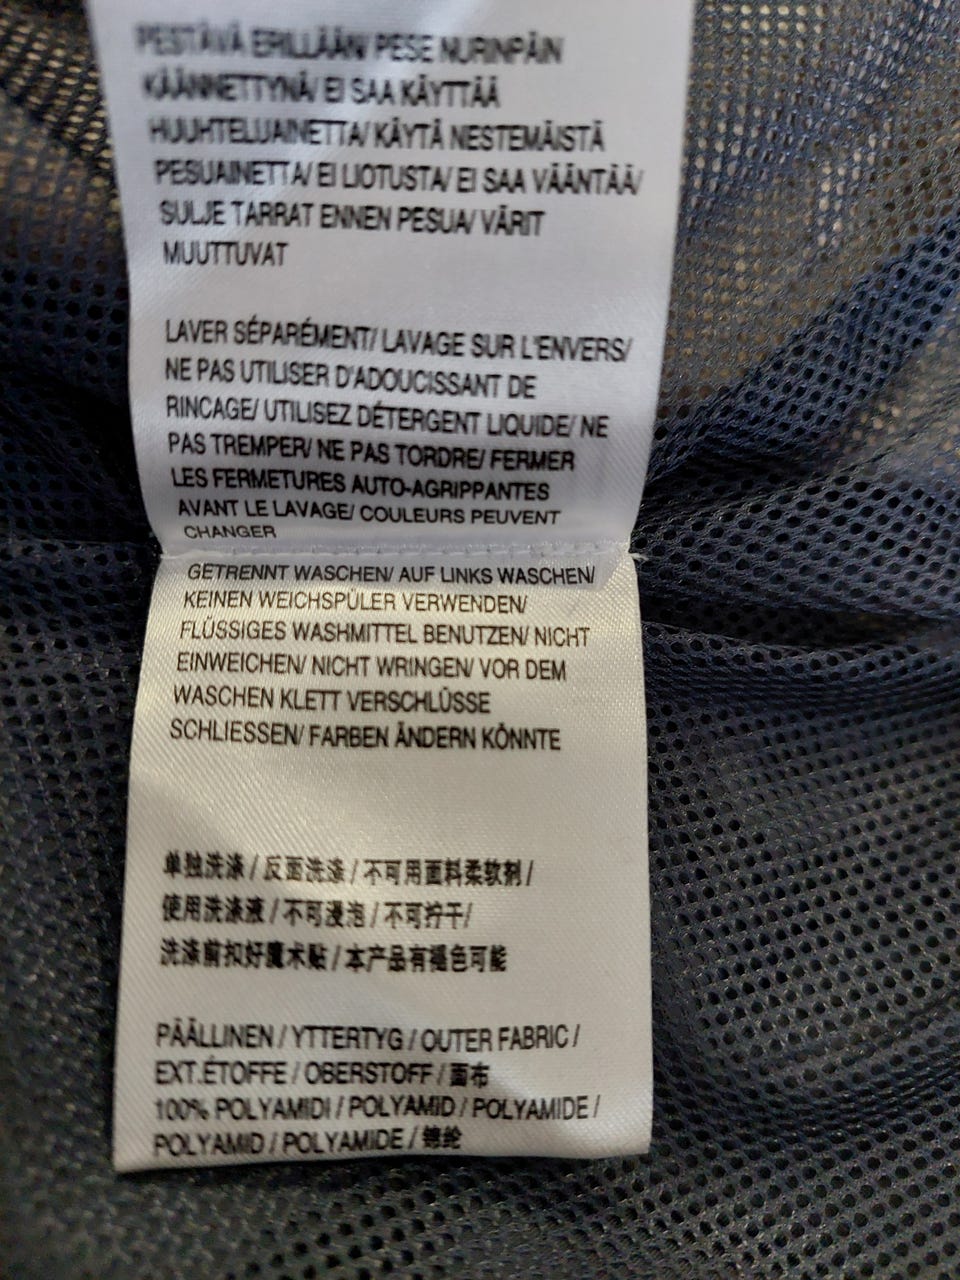 PESTÄVÄ ERILLÄÄN/ PESE NURINPÄIN
KÄÄNNETTYNÄ/ EI SAA KÄYTTÄÄ
HUUHTELUAINETTA/ KÄYTÄ NESTEMÄISTÄ
PESUAINETTA/ EI LIOTUSTA/ EI SAA VÄÄNTÄÄ/
SULJE TARRAT ENNEN PESUA/ VÄRIT
MUUTTUVAT
LAVER SÉPARÉMENT/ LAVAGE SUR L'ENVERS/
NE PAS UTILISER D'ADOUCISSANT DE
RINCAGE/ UTILISEZ DÉTERGENT LIQUIDE/ NE
PAS TREMPER/ NE PAS TORDRE/ FERMER
LES FERMETURES AUTO-AGRIPPANTES
AVANT LE LAVAGE/ COULEURS PEUVENT
CHANGER
GETRENNT WASCHEN/ AUF LINKS WASCHEN/
KEINEN WEICHSPÜLER VERWENDEN/
FLÜSSIGES WASHMITTEL BENUTZEN/ NICHT
EINWEICHEN/ NICHT WRINGEN/ VOR DEM
WASCHEN KLETT VERSCHLÜSSE
SCHLIESSEN/ FARBEN ÄNDERN KÖNNTE
单独洗涤 / 反面洗涤 / 不可用面料柔软剂 /
使用洗涤液 / 不可浸泡 / 不可拧干/
洗涤前扣好魔术贴 / 本产品有褪色可能
PÄÄLLINEN / YTTERTYG / OUTER FABRIC /
EXT.ÉTOFFE / OBERSTOFF / 面布
100% POLYAMIDI / POLYAMID / POLYAMIDE /
POLYAMID / POLYAMIDE / 锦纶